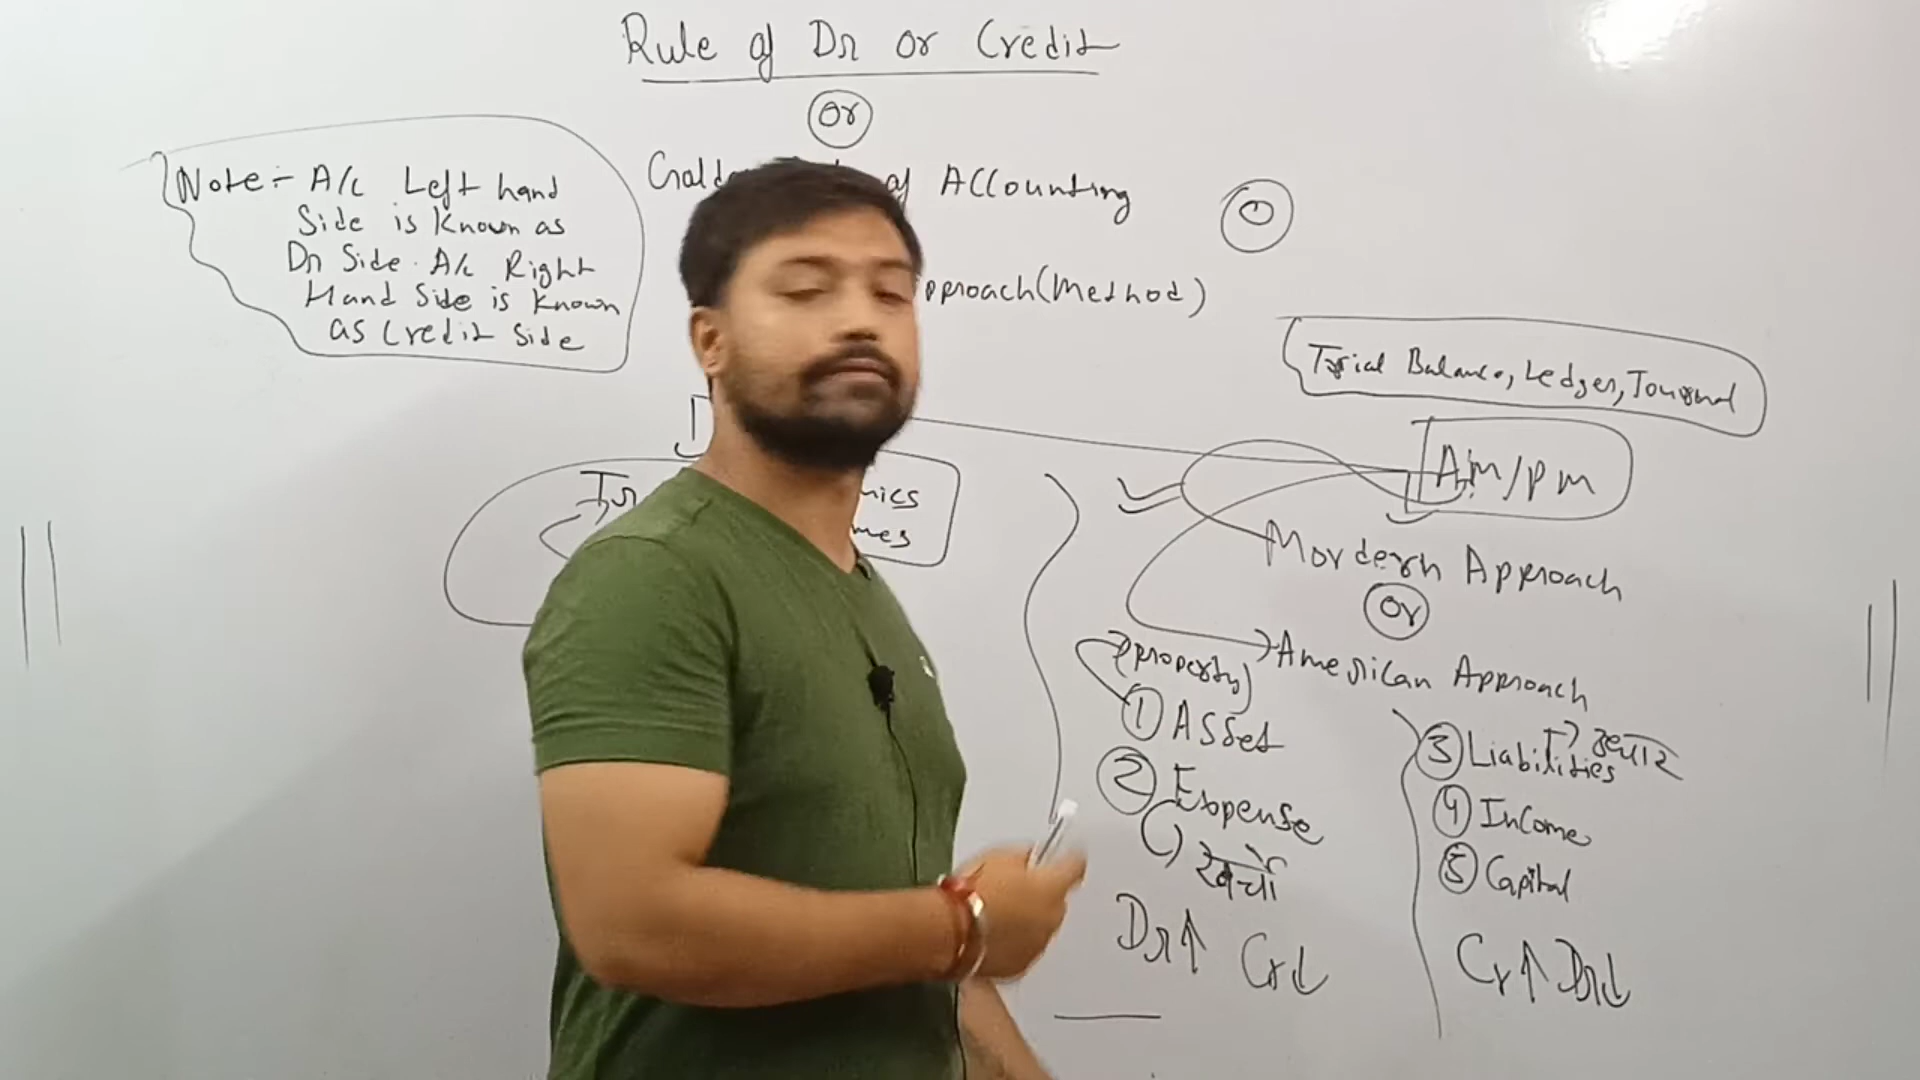 Rule of Dr or Credit
or
of Accounting
Note:- A/c Left hand
Side is Known as
Dr Side. A/c Right
Hand Side is Known
as Credit Side
pproach (Method)
Trial Balance, Ledger, Journal
AM/PM
Mordern Approach
or
American Approach
(property)
① Asset
② Expense
खर्चा
Dr↑ Cr↓
③ Liabilities → उधार
④ Income
⑤ Capital
Cr↑ Dr↓